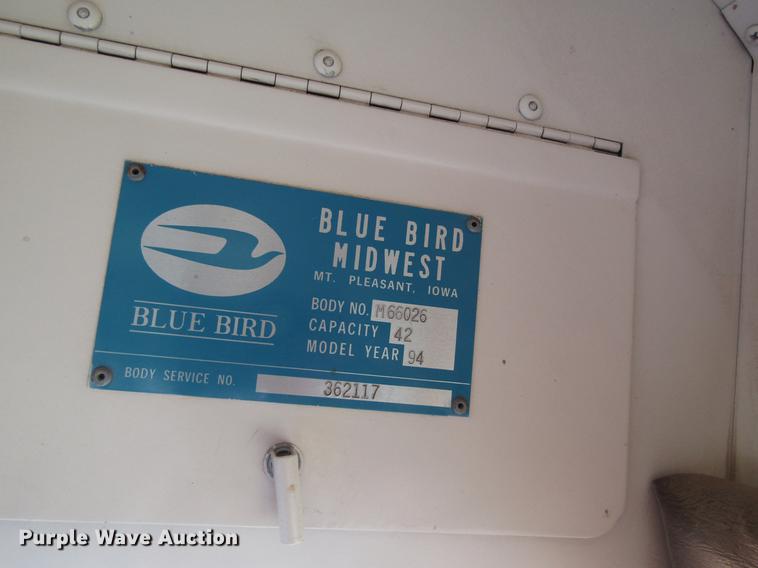 BLUE BIRD
BLUE BIRD
MIDWEST
MT. PLEASANT, IOWA
BODY NO. M66026
CAPACITY 42
MODEL YEAR 94
BODY SERVICE NO. 362117
Purple Wave Auction